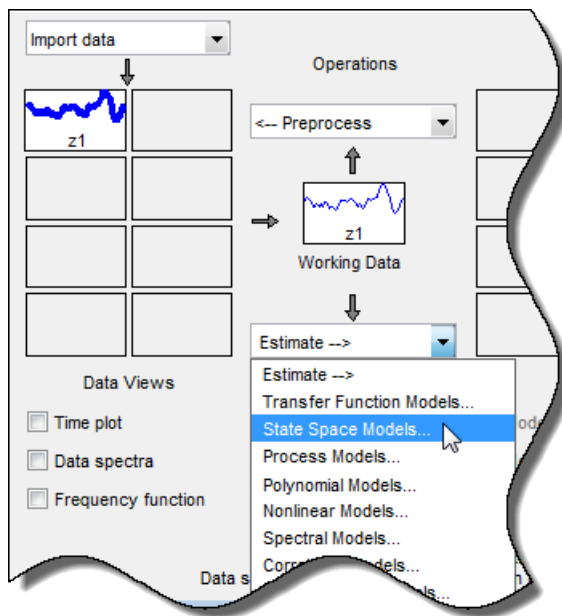 Import data
Operations
z1
<-- Preprocess
z1
Working Data
Estimate -->
Data Views
Time plot
Data spectra
Frequency function
Estimate -->
Transfer Function Models...
State Space Models...
Process Models...
Polynomial Models...
Nonlinear Models...
Spectral Models...
Data s